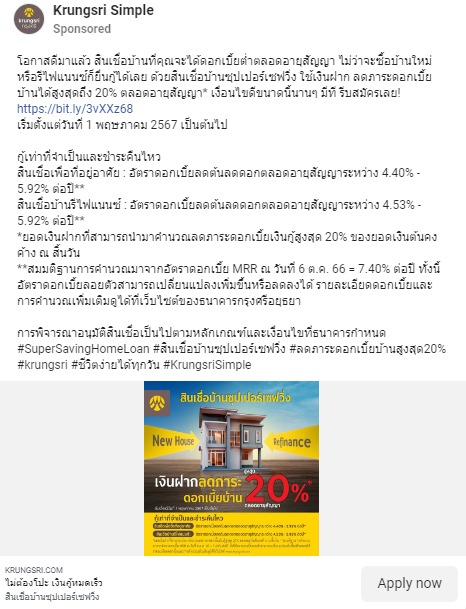 Krungsri Simple
Sponsored
krungsri
กรุงศรี
โอกาสดีมาแล้ว สินเชื่อบ้านที่คุณจะได้ดอกเบี้ยต่ำตลอดอายุสัญญา ไม่ว่าจะซื้อบ้านใหม่
หรือรีไฟแนนซ์ก็ยื่นกู้ได้เลย ด้วยสินเชื่อบ้านซุปเปอร์เซฟวิ่ง ใช้เงินฝาก ลดภาระดอกเบี้ย
บ้านได้สูงสุดถึง 20% ตลอดอายุสัญญา* เงื่อนไขดีขนาดนี้นานๆ มีที รีบสมัครเลย!
https://bit.ly/3vXXz68
เริ่มตั้งแต่วันที่ 1 พฤษภาคม 2567 เป็นต้นไป
กู้เท่าที่จำเป็นและชำระคืนไหว
สินเชื่อเพื่อที่อยู่อาศัย : อัตราดอกเบี้ยลดต้นลดดอกตลอดอายุสัญญาระหว่าง 4.40% -
5.92% ต่อปี**
สินเชื่อบ้านรีไฟแนนซ์ : อัตราดอกเบี้ยลดต้นลดดอกตลอดอายุสัญญาระหว่าง 4.53% -
5.92% ต่อปี**
*ยอดเงินฝากที่สามารถนำมาคำนวณลดภาระดอกเบี้ยเงินกู้สูงสุด 20% ของยอดเงินต้นคง
ค้าง ณ สิ้นวัน
**สมมติฐานการคำนวณมาจากอัตราดอกเบี้ย MRR ณ วันที่ 6 ต.ค. 66 = 7.40% ต่อปี ทั้งนี้
อัตราดอกเบี้ยลอยตัวสามารถเปลี่ยนแปลงเพิ่มขึ้นหรือลดลงได้ รายละเอียดดอกเบี้ยและ
การคำนวณเพิ่มเติมดูได้ที่เว็บไซต์ของธนาคารกรุงศรีอยุธยา
การพิจารณาอนุมัติสินเชื่อเป็นไปตามหลักเกณฑ์และเงื่อนไขที่ธนาคารกำหนด
#SuperSavingHomeLoan #สินเชื่อบ้านซุปเปอร์เซฟวิ่ง #ลดภาระดอกเบี้ยบ้านสูงสุด20%
#krungsri #ชีวิตง่ายได้ทุกวัน #KrungsriSimple
สินเชื่อบ้านซุปเปอร์เซฟวิ่ง
New House
Refinance
เงินฝากลดภาระ
ดอกเบี้ยบ้าน
สูงสุด
20%*
ตลอดอายุสัญญา
กู้เท่าที่จำเป็นและชำระคืนไหว
KRUNGSRI.COM
ไม่ต้องโปะ เงินกู้หมดเร็ว
สินเชื่อบ้านซุปเปอร์เซฟวิ่ง
Apply now